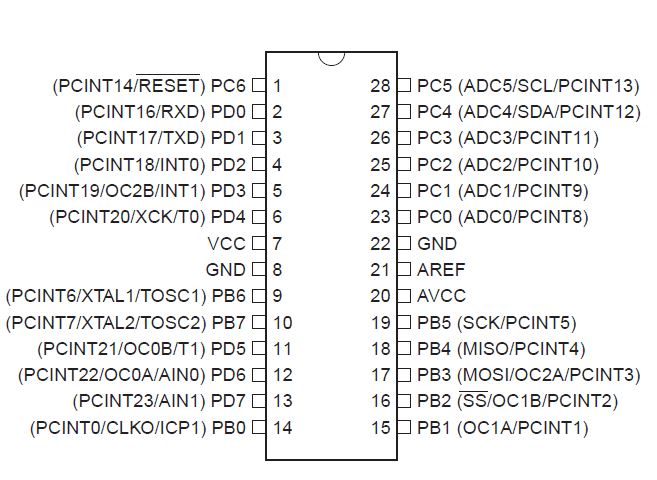 (PCINT14/RESET) PC6 1 28 PC5 (ADC5/SCL/PCINT13)
(PCINT16/RXD) PD0 2 27 PC4 (ADC4/SDA/PCINT12)
(PCINT17/TXD) PD1 3 26 PC3 (ADC3/PCINT11)
(PCINT18/INT0) PD2 4 25 PC2 (ADC2/PCINT10)
(PCINT19/OC2B/INT1) PD3 5 24 PC1 (ADC1/PCINT9)
(PCINT20/XCK/T0) PD4 6 23 PC0 (ADC0/PCINT8)
VCC 7 22 GND
GND 8 21 AREF
(PCINT6/XTAL1/TOSC1) PB6 9 20 AVCC
(PCINT7/XTAL2/TOSC2) PB7 10 19 PB5 (SCK/PCINT5)
(PCINT21/OC0B/T1) PD5 11 18 PB4 (MISO/PCINT4)
(PCINT22/OC0A/AIN0) PD6 12 17 PB3 (MOSI/OC2A/PCINT3)
(PCINT23/AIN1) PD7 13 16 PB2 (SS/OC1B/PCINT2)
(PCINT0/CLKO/ICP1) PB0 14 15 PB1 (OC1A/PCINT1)